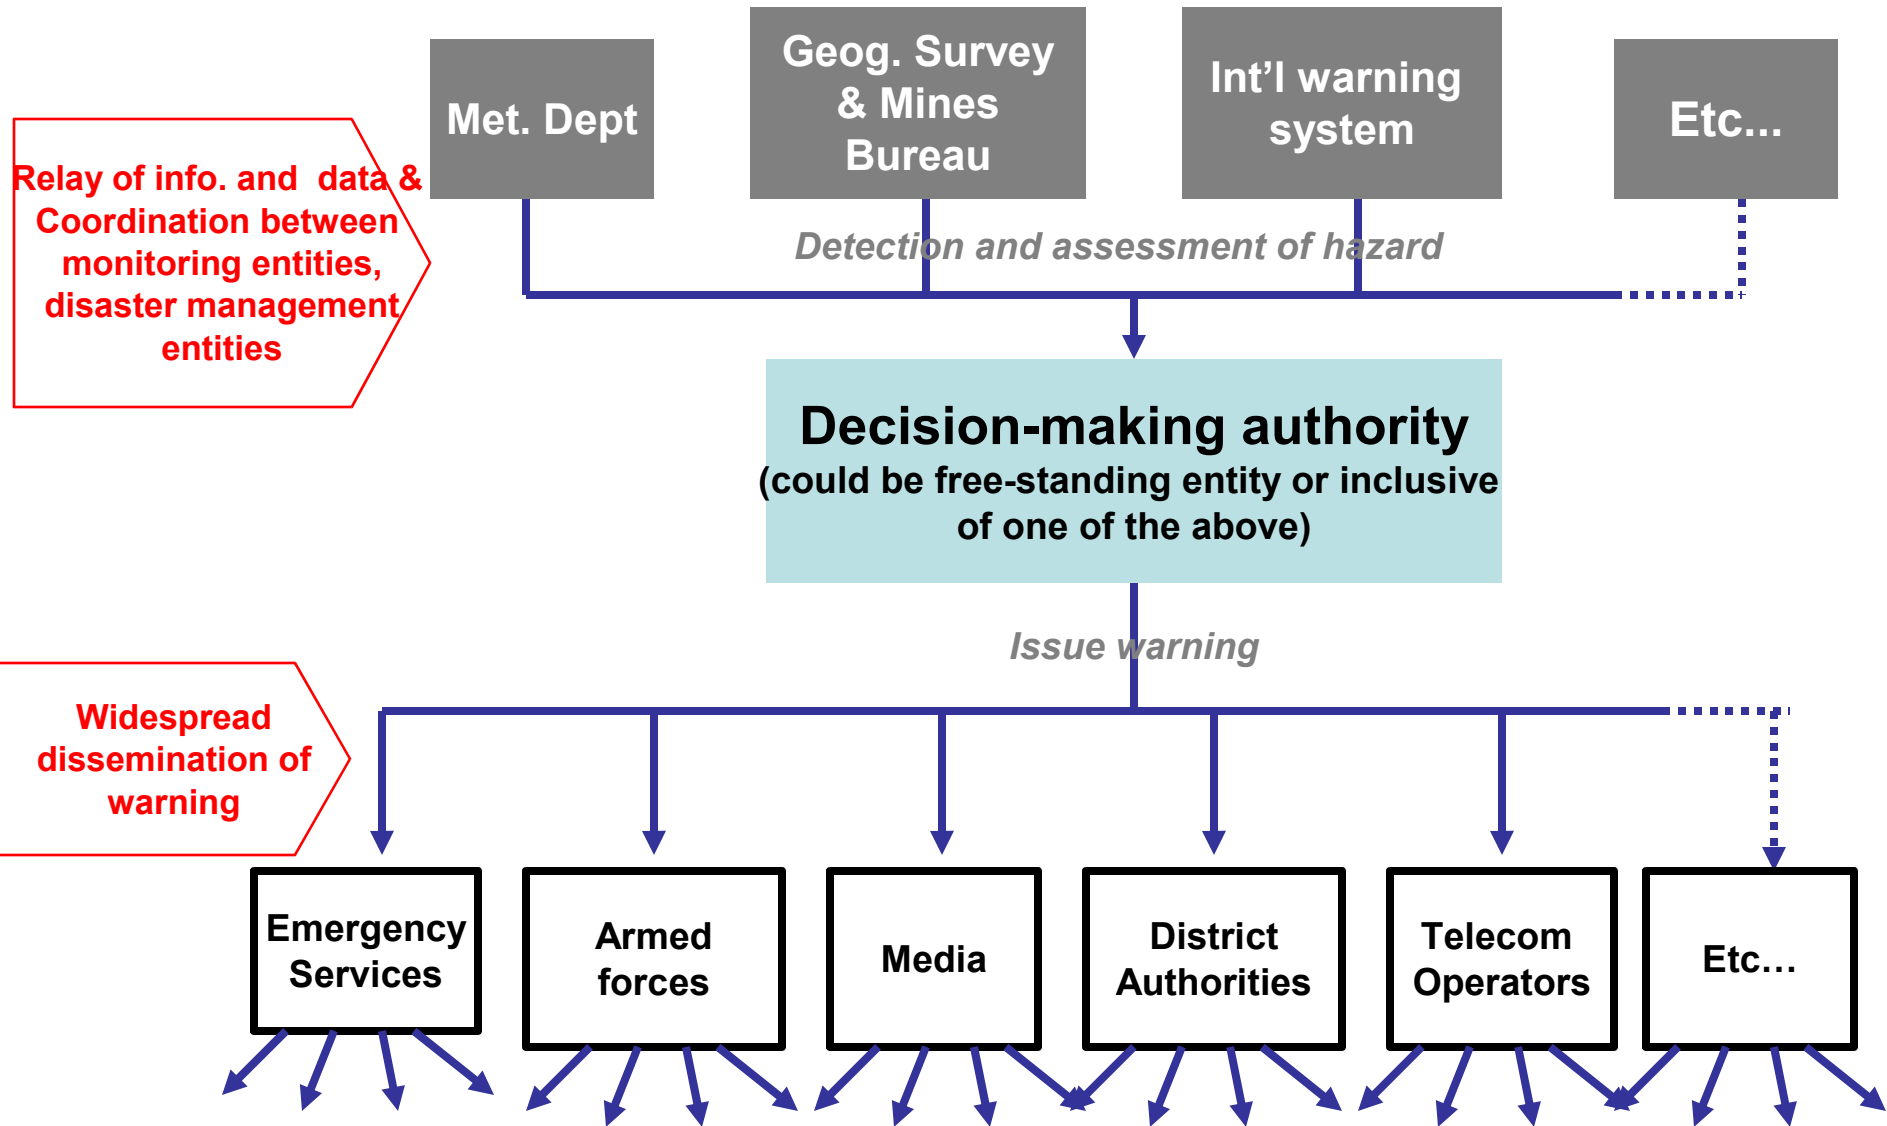 Met. Dept
Geog. Survey
& Mines
Bureau
Int’l warning
system
Etc...
Relay of info. and  data &
Coordination between
monitoring entities,
disaster management
entities
Detection and assessment of hazard
Decision-making authority
(could be free-standing entity or inclusive
of one of the above)
Issue warning
Widespread
dissemination of
warning
Emergency
Services
Armed
forces
Media
District
Authorities
Telecom
Operators
Etc…